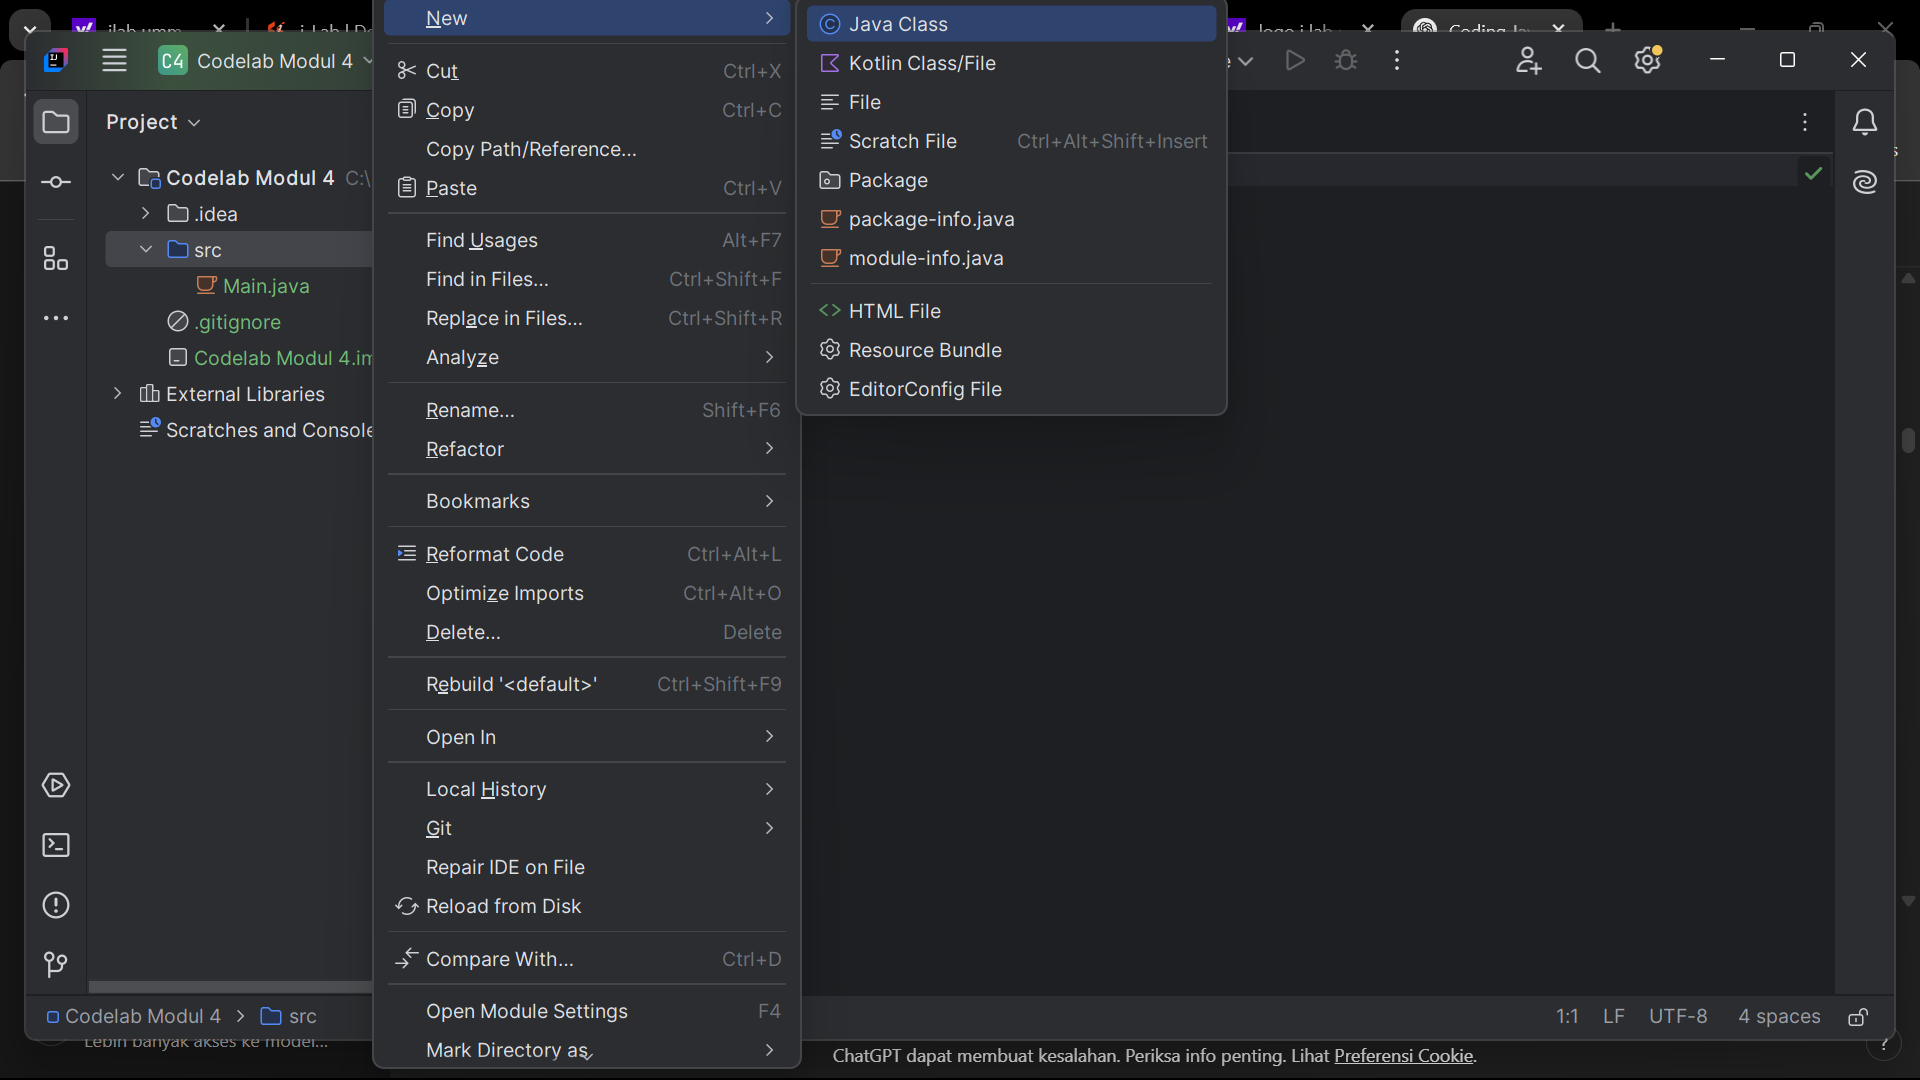 New
Java Class
Codelab Modul 4
Cut Ctrl+X
Kotlin Class/File
Copy Ctrl+C
File
Project
Copy Path/Reference...
Scratch File Ctrl+Alt+Shift+Insert
Codelab Modul 4 C:\
Paste Ctrl+V
Package
.idea
package-info.java
src
Find Usages Alt+F7
module-info.java
Main.java
Find in Files... Ctrl+Shift+F
HTML File
.gitignore
Replace in Files... Ctrl+Shift+R
Resource Bundle
Codelab Modul 4.im
Analyze
EditorConfig File
External Libraries
Rename... Shift+F6
Scratches and Console
Refactor
Bookmarks
Reformat Code Ctrl+Alt+L
Optimize Imports Ctrl+Alt+O
Delete... Delete
Rebuild '<default>' Ctrl+Shift+F9
Open In
Local History
Git
Repair IDE on File
Reload from Disk
Compare With... Ctrl+D
Open Module Settings F4
Codelab Modul 4 > src
1:1 LF UTF-8 4 spaces
Mark Directory as
Lebih banyak akses ke model...
ChatGPT dapat membuat kesalahan. Periksa info penting. Lihat Preferensi Cookie.
?